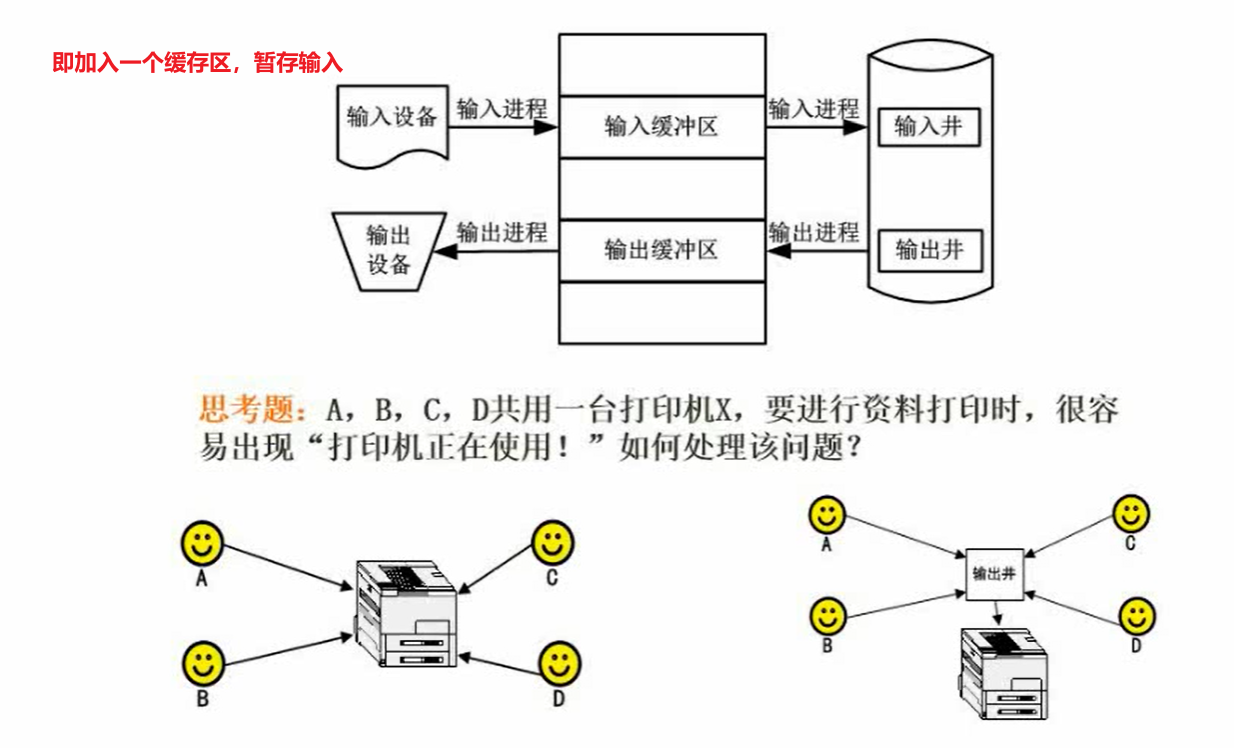 即加入一个缓存区，暂存输入
输入设备
输入进程
输入缓冲区
输入进程
输入井
输出
设备
输出进程
输出缓冲区
输出进程
输出井
思考题：A，B，C，D共用一台打印机X，要进行资料打印时，很容
易出现“打印机正在使用！”如何处理该问题？
A
C
B
D
A
C
输出井
B
D